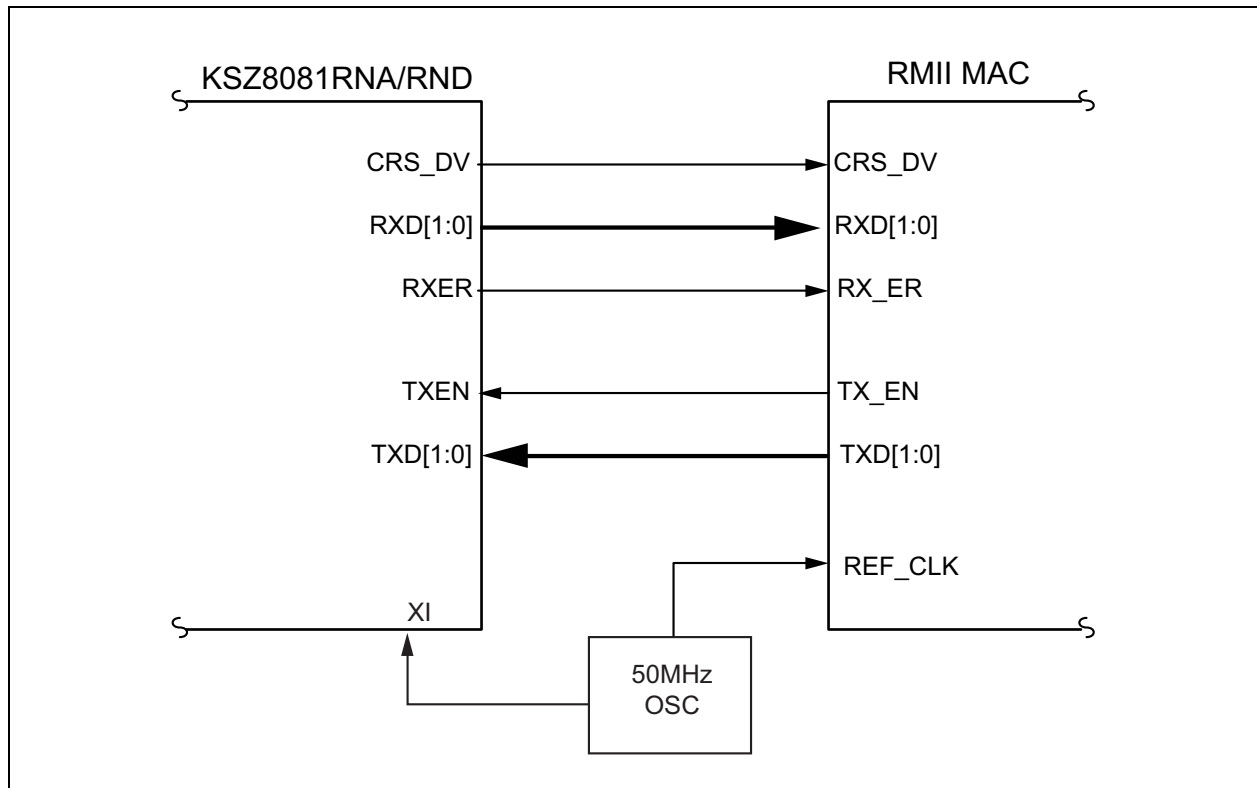 KSZ8081RNA/RND
RMII MAC
CRS_DV
CRS_DV
RXD[1:0]
RXD[1:0]
RXER
RX_ER
TXEN
TX_EN
TXD[1:0]
TXD[1:0]
REF_CLK
XI
50MHz
OSC